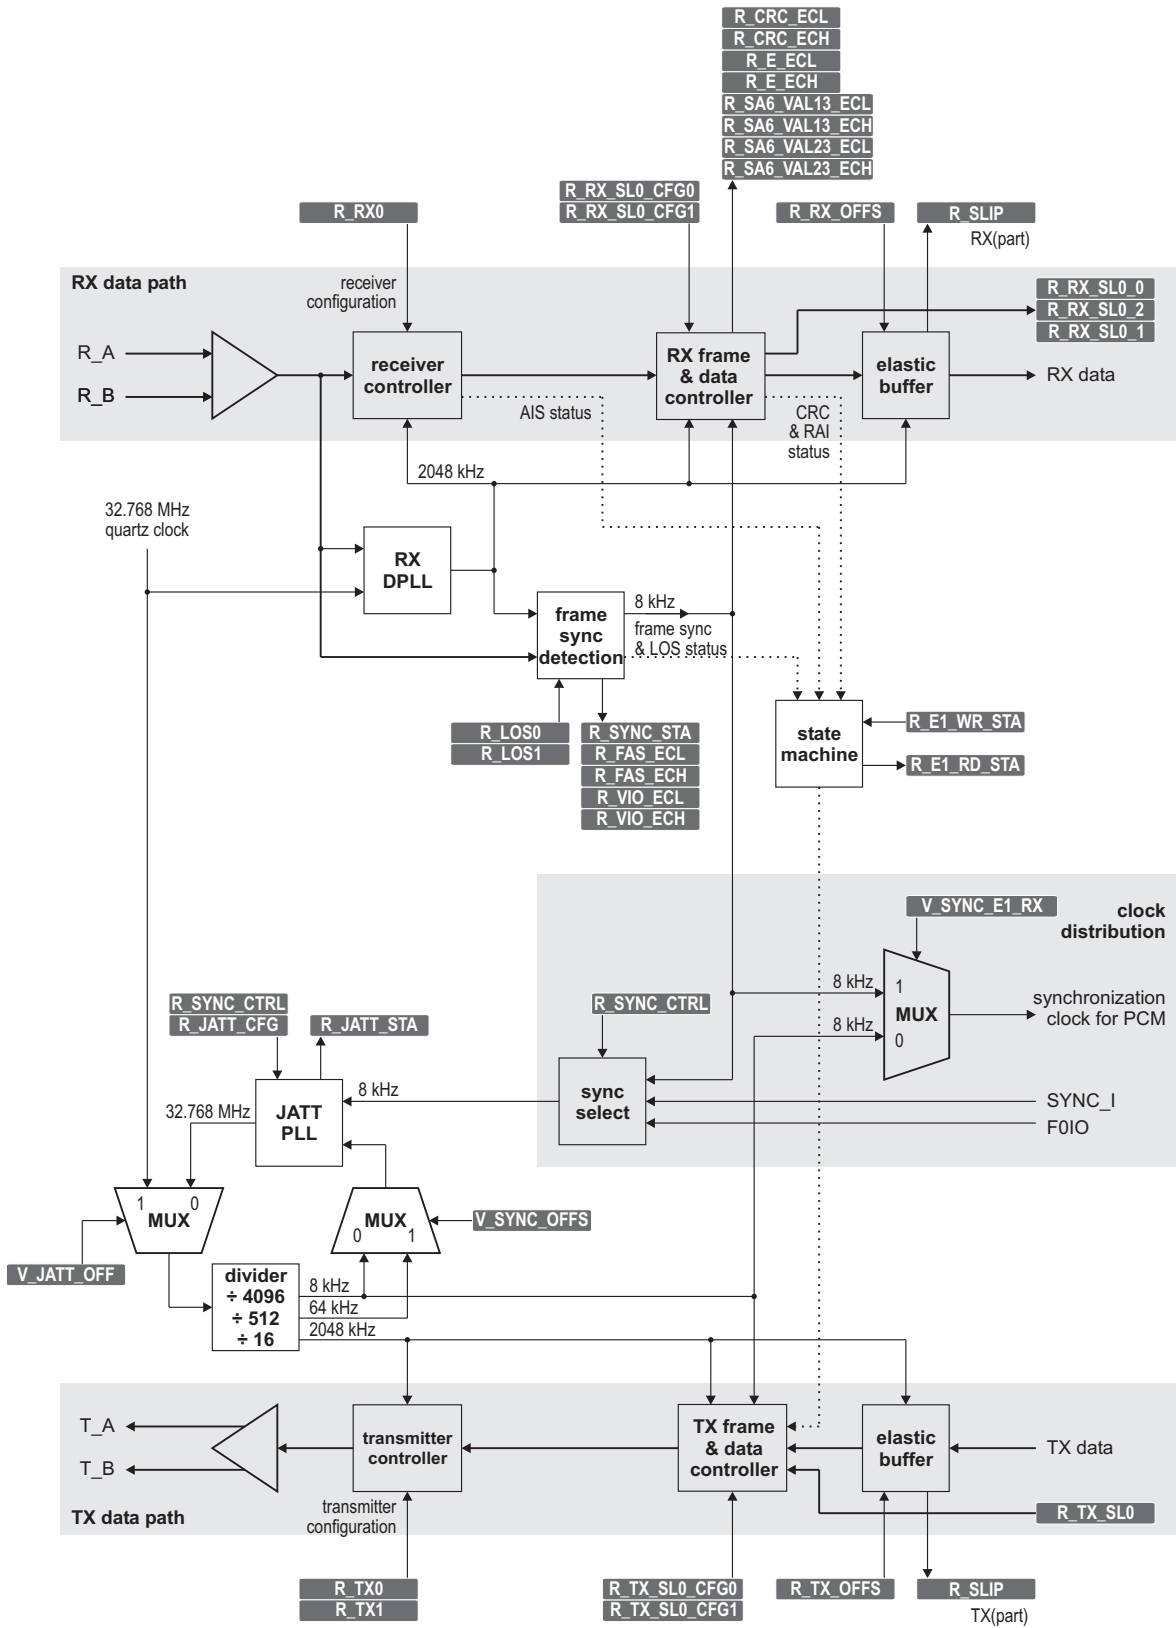 R_CRC_ECL
R_CRC_ECH
R_E_ECL
R_E_ECH
R_SA6_VAL13_ECL
R_SA6_VAL13_ECH
R_SA6_VAL23_ECL
R_SA6_VAL23_ECH
R_RX_SL0_CFG0
R_RX_SL0_CFG1
R_RX0
R_RX_OFFS
R_SLIP
RX(part)
RX data path
receiver
configuration
R_RX_SL0_0
R_RX_SL0_2
R_RX_SL0_1
R_A
R_B
receiver
controller
RX frame
& data
controller
elastic
buffer
RX data
AIS status
CRC
& RAI
status
2048 kHz
32.768 MHz
quartz clock
RX
DPLL
frame
sync
detection
8 kHz
frame sync
& LOS status
R_LOS0
R_LOS1
R_SYNC_STA
R_FAS_ECL
R_FAS_ECH
R_VIO_ECL
R_VIO_ECH
state
machine
R_E1_WR_STA
R_E1_RD_STA
V_SYNC_E1_RX
clock
distribution
R_SYNC_CTRL
R_JATT_CFG
R_JATT_STA
R_SYNC_CTRL
8 kHz
1
MUX
0
8 kHz
synchronization
clock for PCM
sync
select
SYNC_I
F0IO
8 kHz
32.768 MHz
JATT
PLL
1
0
MUX
MUX
0
1
V_SYNC_OFFS
V_JATT_OFF
divider
÷ 4096
÷ 512
÷ 16
8 kHz
64 kHz
2048 kHz
T_A
T_B
transmitter
controller
TX frame
& data
controller
elastic
buffer
TX data
TX data path
transmitter
configuration
R_TX_SL0
R_TX0
R_TX1
R_TX_SL0_CFG0
R_TX_SL0_CFG1
R_TX_OFFS
R_SLIP
TX(part)